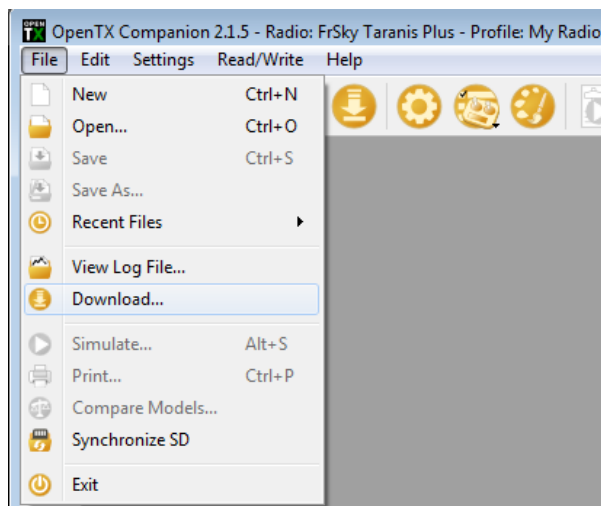 OPEN TX OpenTX Companion 2.1.5 - Radio: FrSky Taranis Plus - Profile: My Radio
File Edit Settings Read/Write Help
New Ctrl+N
Open... Ctrl+O
Save Ctrl+S
Save As...
Recent Files
View Log File...
Download...
Simulate... Alt+S
Print... Ctrl+P
Compare Models...
Synchronize SD
Exit